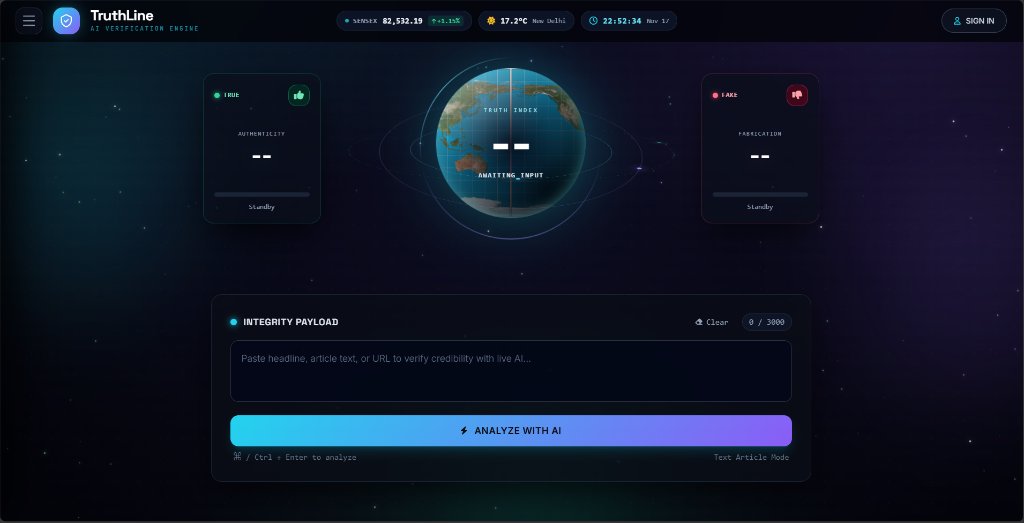 TruthLine
AI VERIFICATION ENGINE
SENSEX 82,532.19 ↑+1.15%
17.2°C New Delhi
22:52:34 Nov 17
SIGN IN
TRUE
AUTHENTICITY
--
Standby
TRUTH INDEX
--
AWAITING_INPUT
FAKE
FABRICATION
--
Standby
INTEGRITY PAYLOAD
Clear
0 / 3000
Paste headline, article text, or URL to verify credibility with live AI...
ANALYZE WITH AI
⌘ / Ctrl + Enter to analyze
Text Article Mode